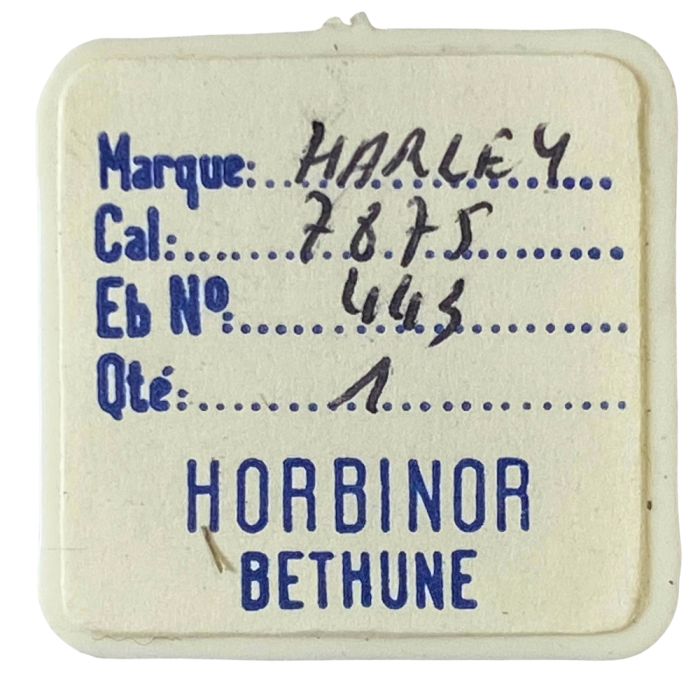 Marque: HARLEY
Cal: 7875
Eb Nº: 443
Qté: 1
HORBINOR
BETHUNE